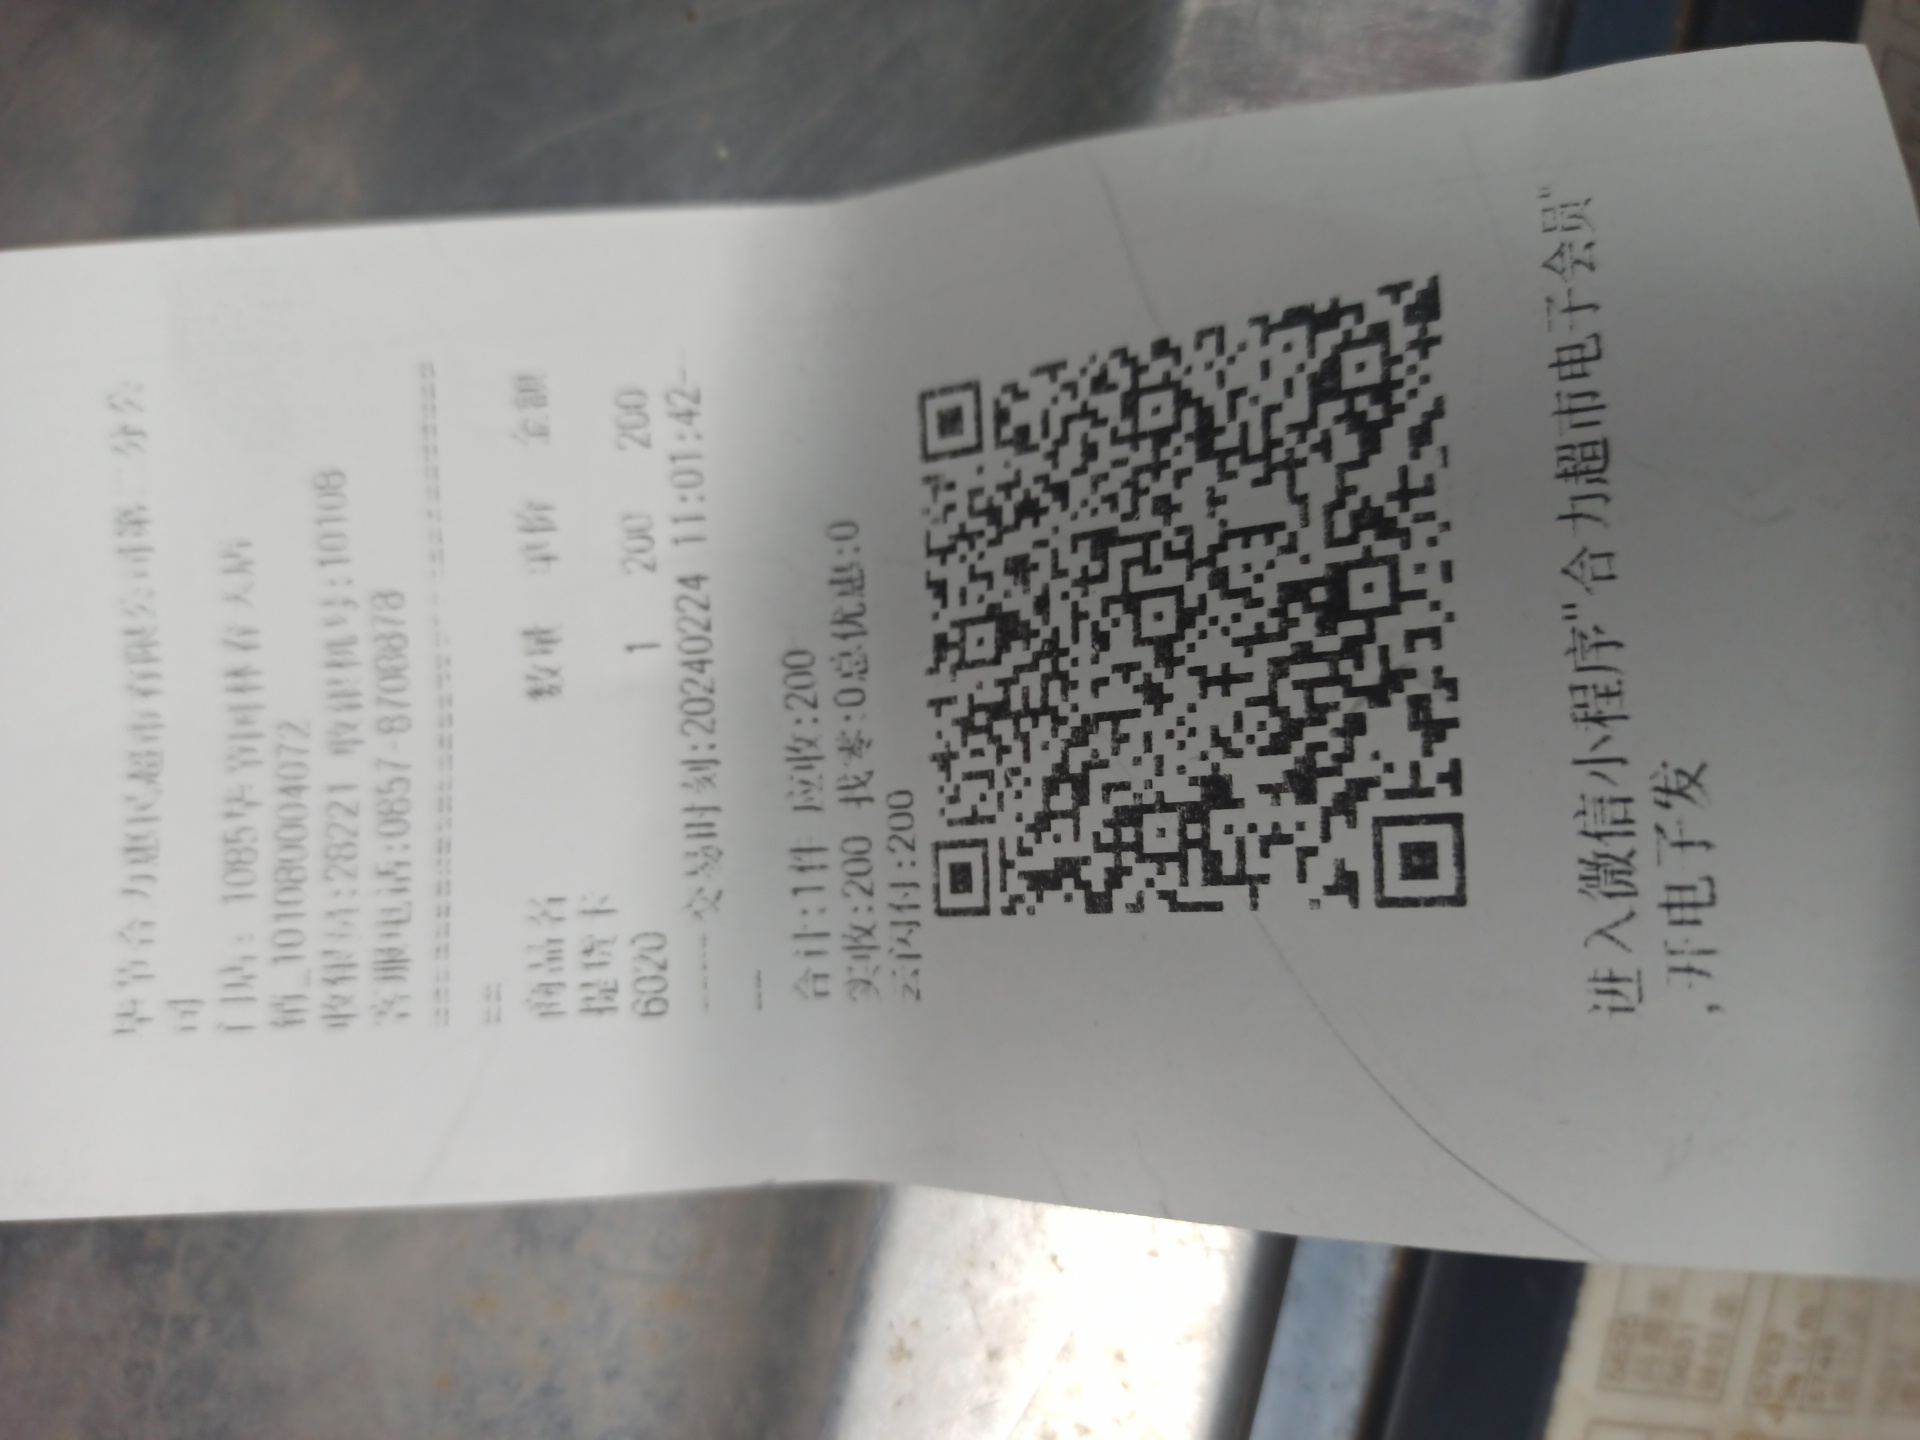 毕节合力惠民超市有限公司第二分公
司
门店: 1085毕节同林春天店
销_1010800004072
收银员:28221 收银机号:10108
客服电话:0857-8708878
商品名 数量 单价 金额
提货卡
6020 1 200 200
----交易时刻:20240224 11:01:42-
--
合计:1件 应收:200
实收:200 找零:0总优惠:0
云闪付:200
进入微信小程序"合力超市电子会员"
,开电子发